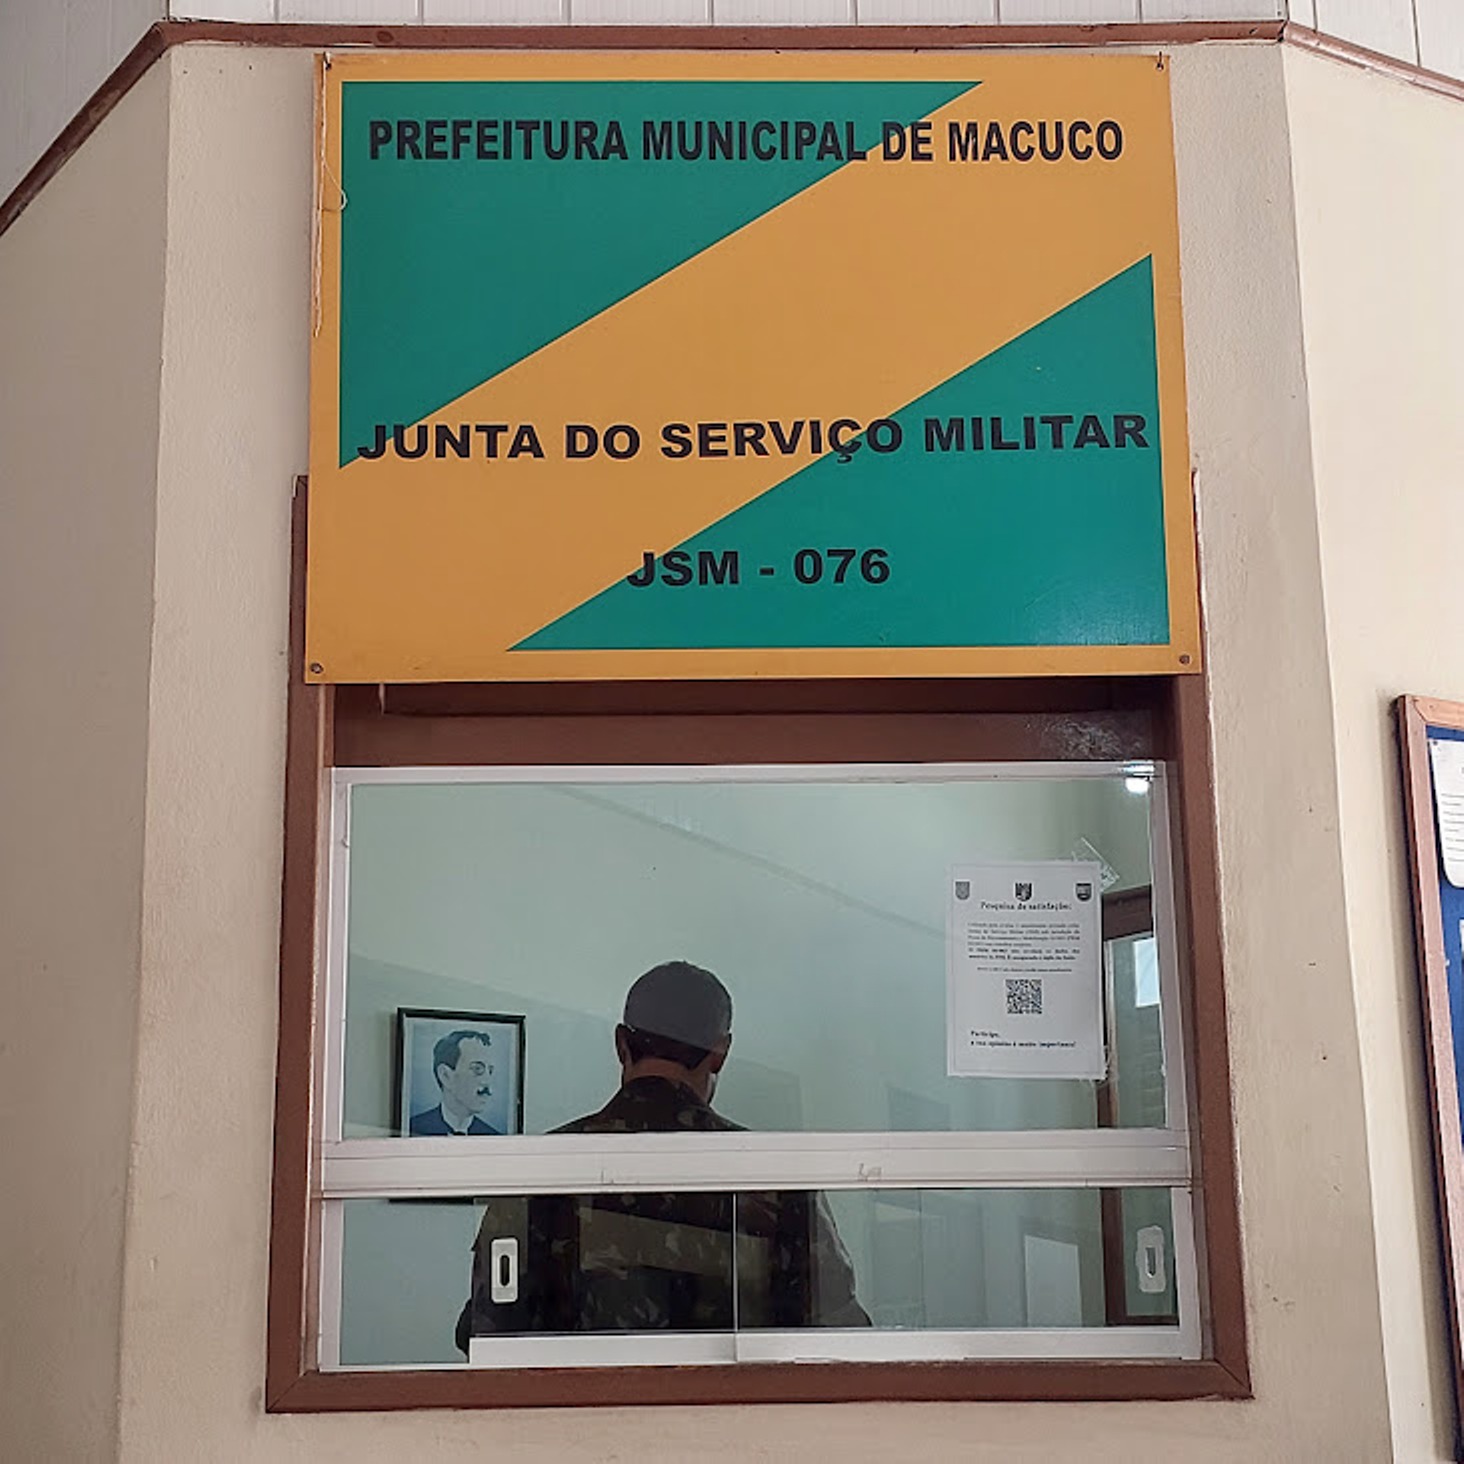 PREFEITURA MUNICIPAL DE MACUCO
JUNTA DO SERVIÇO MILITAR
JSM - 076
Pesquisa de satisfação:
Participe,
a sua opinião é muito importante!